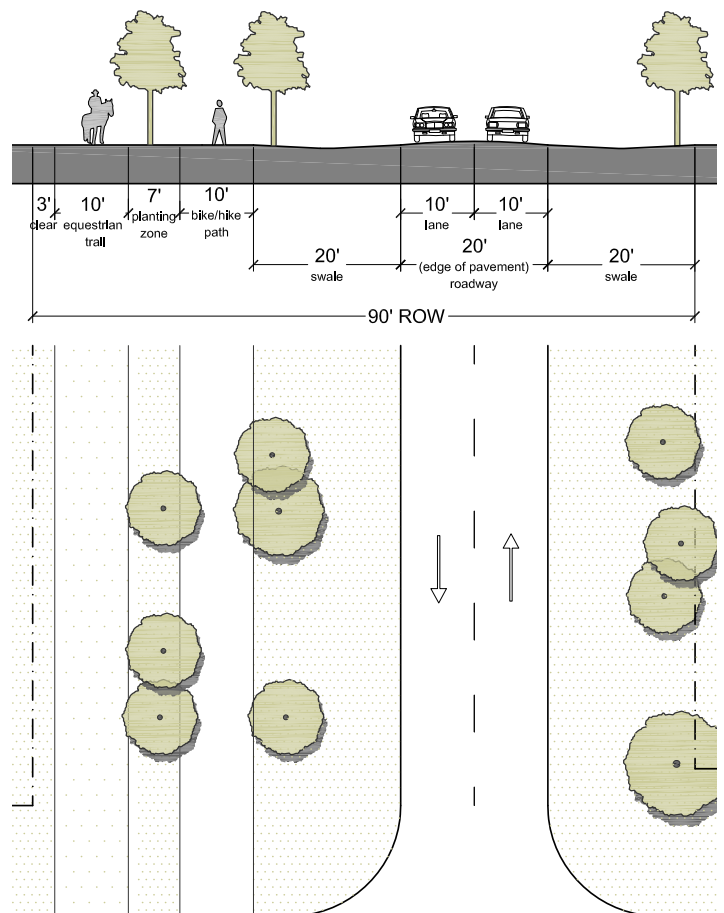 3'
clear
10'
equestrian
trall
7'
planting
zone
10'
bike/hike
path
10'
lane
10'
lane
20'
swale
20'
(edge of pavement)
roadway
20'
swale
90' ROW